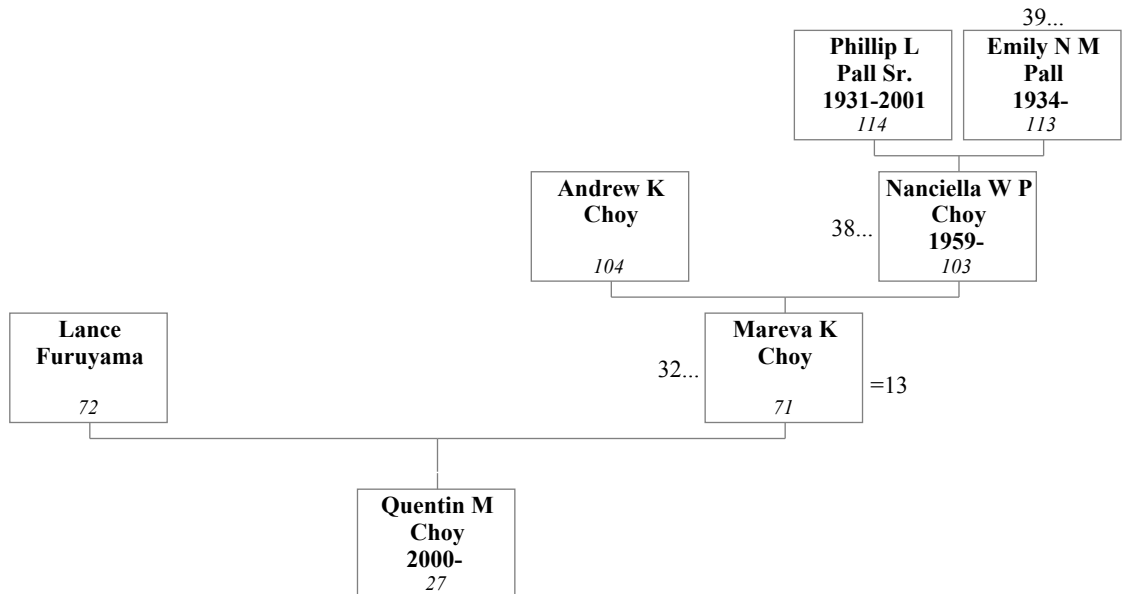 39...
Phillip L
Pall Sr.
1931-2001
114
Emily N M
Pall
1934-
113
Andrew K
Choy
104
38...
Nanciella W P
Choy
1959-
103
Lance
Furuyama
72
32...
Mareva K
Choy
71
=13
Quentin M
Choy
2000-
27